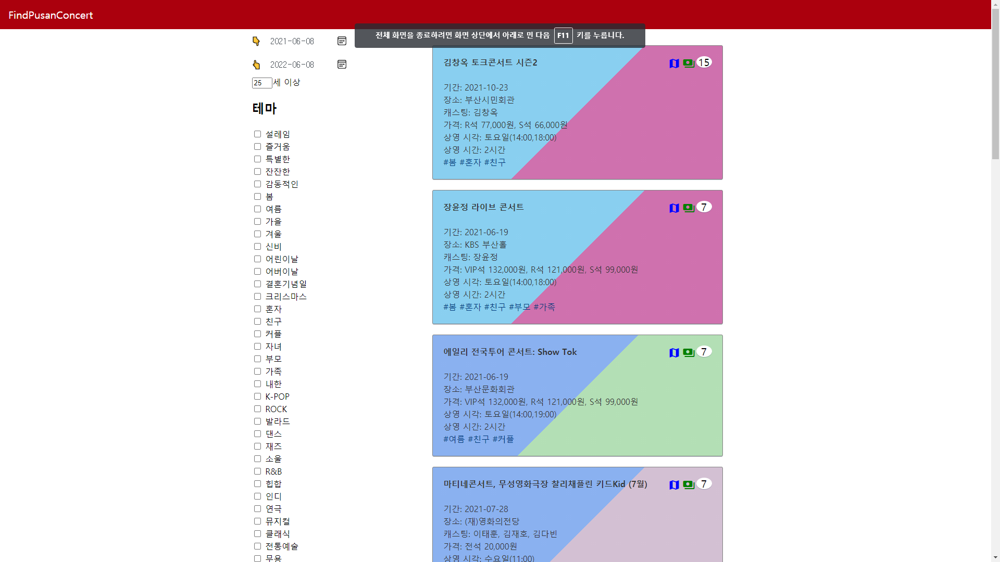 FindPusanConcert
전체 화면을 종료하려면 화면 상단에서 아래로 민 다음 F11 키를 누릅니다.
2021-06-08
2022-06-08
25 세 이상
테마
설레임
즐거움
특별한
잔잔한
감동적인
봄
여름
가을
겨울
신비
어린이날
어버이날
결혼기념일
크리스마스
혼자
친구
커플
자녀
부모
가족
내한
K-POP
ROCK
발라드
댄스
재즈
소울
R&B
힙합
인디
연극
뮤지컬
클래식
전통예술
무용
김창옥 토크콘서트 시즌2
15
기간: 2021-10-23
장소: 부산시민회관
캐스팅: 김창옥
가격: R석 77,000원, S석 66,000원
상영 시각: 토요일(14:00,18:00)
상영 시간: 2시간
#봄 #혼자 #친구
장윤정 라이브 콘서트
7
기간: 2021-06-19
장소: KBS 부산홀
캐스팅: 장윤정
가격: VIP석 132,000원, R석 121,000원, S석 99,000원
상영 시각: 토요일(14:00,18:00)
상영 시간: 2시간
#봄 #혼자 #친구 #부모 #가족
에일리 전국투어 콘서트: Show Tok
7
기간: 2021-06-19
장소: 부산문화회관
가격: VIP석 132,000원, R석 121,000원, S석 99,000원
상영 시각: 토요일(14:00,19:00)
상영 시간: 2시간
#여름 #친구 #커플
마티네콘서트, 무성영화극장 찰리채플린 키드Kid (7월)
7
기간: 2021-07-28
장소: (재)영화의전당
캐스팅: 이태훈, 김재호, 김다빈
가격: 전석 20,000원
상영 시각: 수요일(11:00)